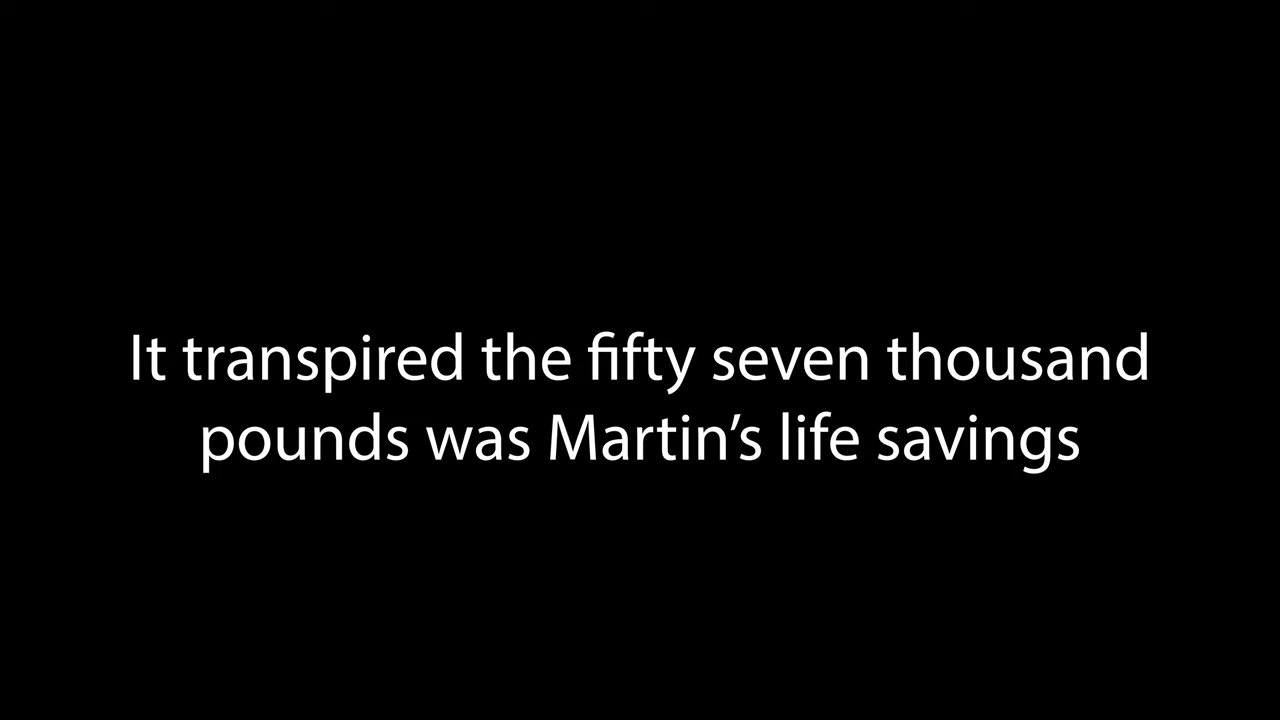 It transpired the fifty seven thousand
pounds was Martin’s life savings